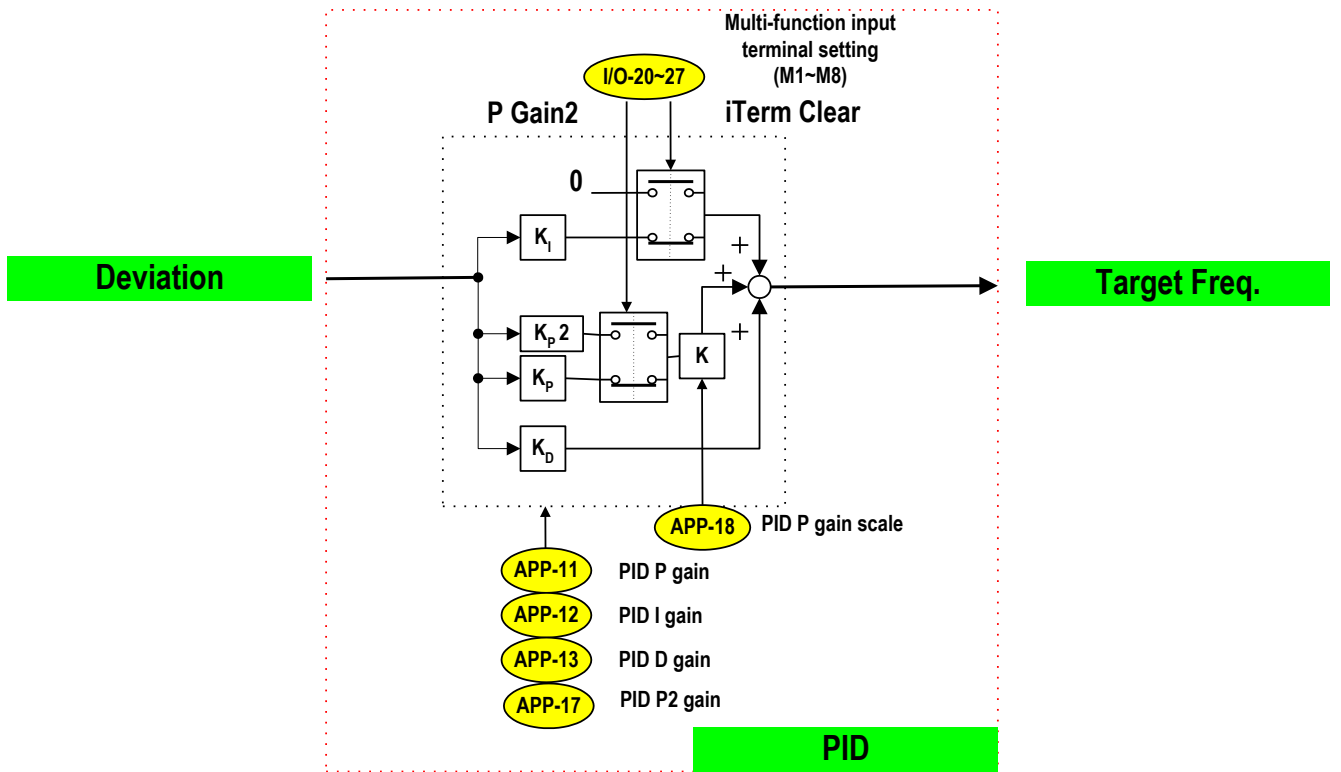 Multi-function input
terminal setting
(M1~M8)
I/O-20~27
P Gain2
iTerm Clear
0
K_I
+
+
Deviation
Target Freq.
K_P 2
+
K
K_P
K_D
APP-18 PID P gain scale
APP-11 PID P gain
APP-12 PID I gain
APP-13 PID D gain
APP-17 PID P2 gain
PID